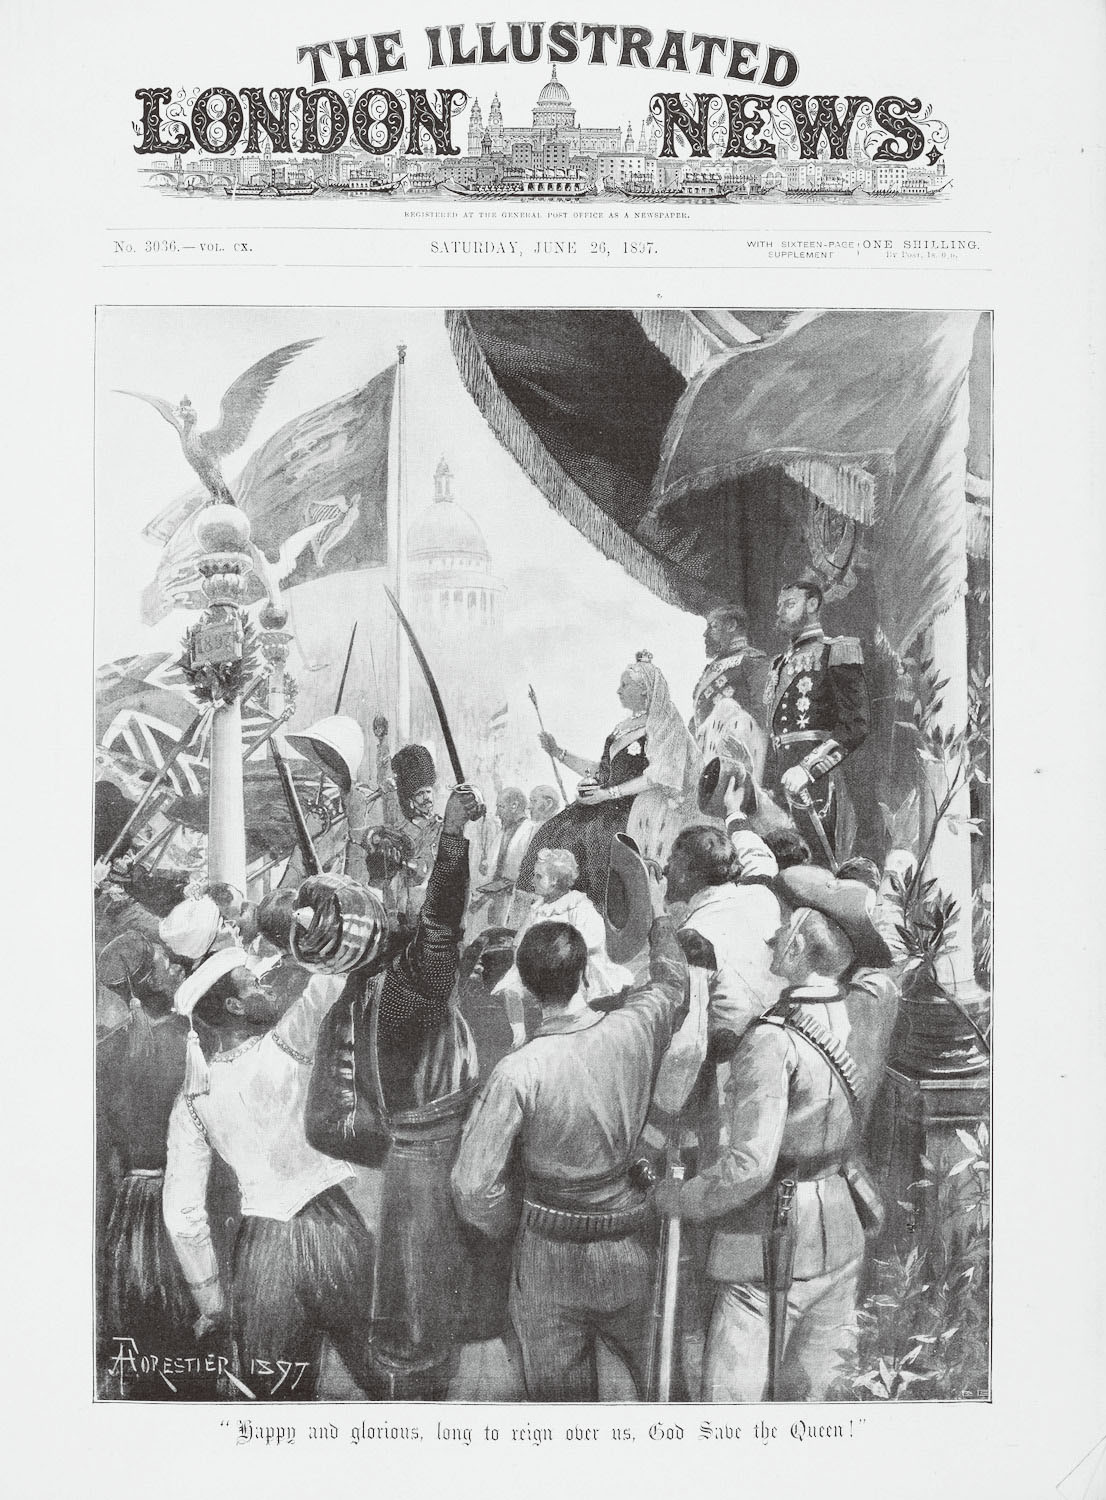 THE ILLUSTRATED
LONDON NEWS.
REGISTERED AT THE GENERAL POST OFFICE AS A NEWSPAPER.
No. 3036.—VOL. CX.
SATURDAY, JUNE 26, 1897.
WITH SIXTEEN-PAGE SUPPLEMENT
ONE SHILLING.
By Post, 1s.
1897
A FORESTIER 1897
"Happy and glorious, long to reign over us, God Save the Queen!"